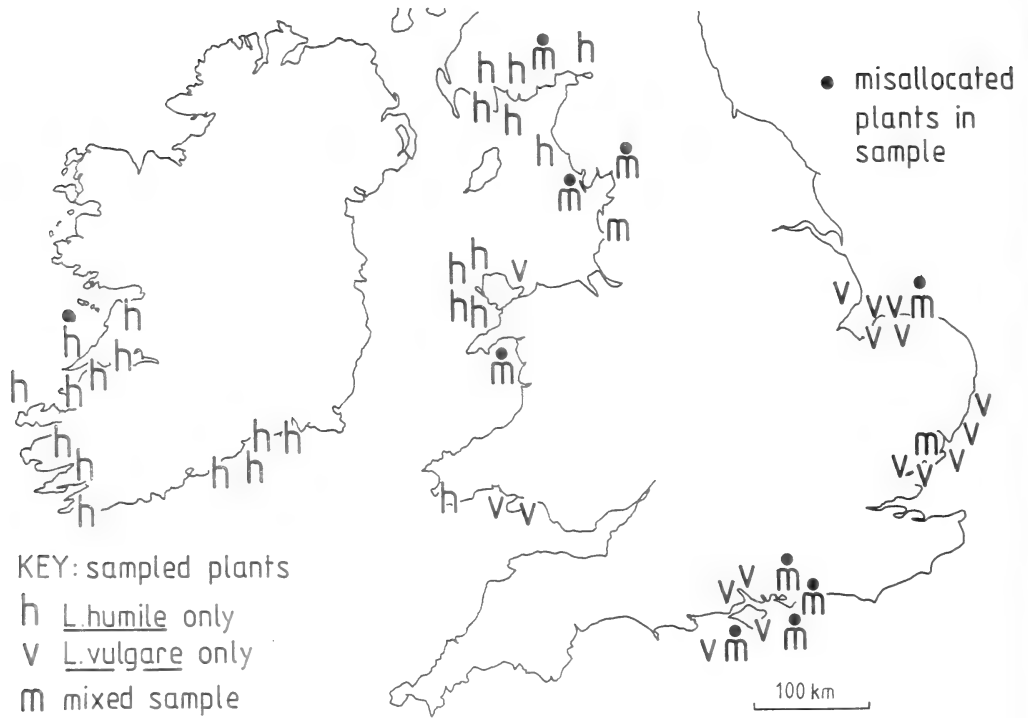 m h
h h
misallocated
plants in
sample
h h
h m
m
m
h h v
h h
v v v m
h
v v
h h
m
h
h h
v
h h h m v
h h h v v v
h v v
h
v m
v m
v m
v m
KEY: sampled plants
h L.humile only
v L.vulgare only
m mixed sample
100 km